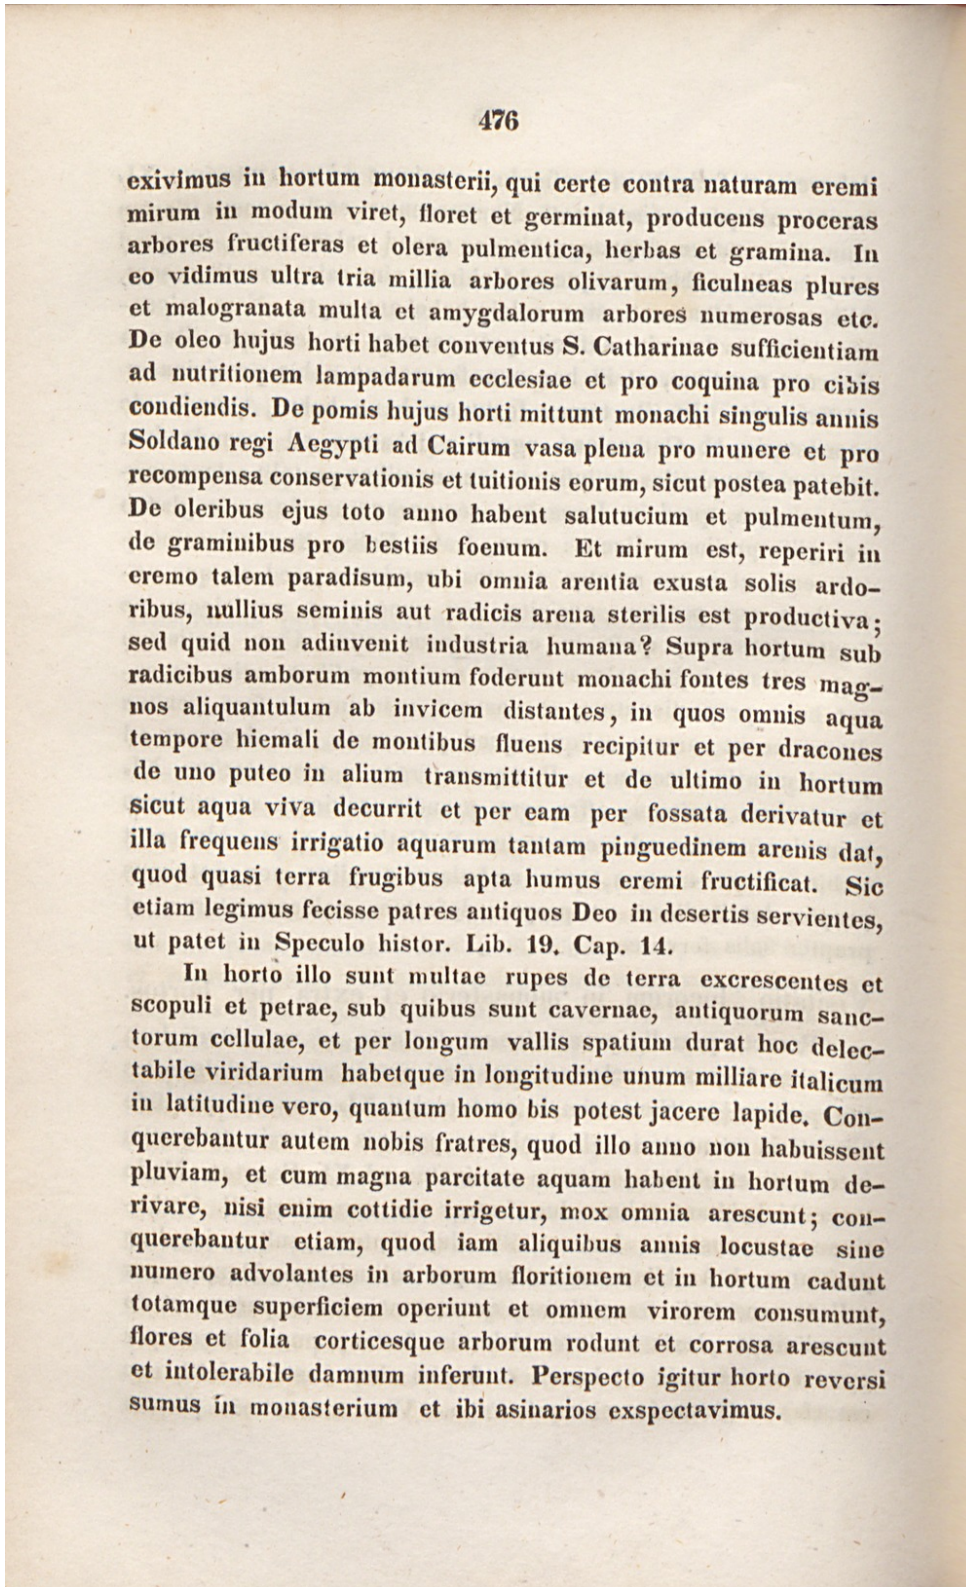 476
exivimus in hortum monasterii, qui certe contra naturam eremi
mirum in modum viret, floret et germinat, producens proceras
arbores fructiferas et olera pulmentica, herbas et gramina. In
eo vidimus ultra tria millia arbores olivarum, ficulneas plures
et malogranata multa et amygdalorum arbores numerosas etc.
De oleo hujus horti habet conventus S. Catharinae sufficientiam
ad nutritionem lampadarum ecclesiae et pro coquina pro cibis
condiendis. De pomis hujus horti mittunt monachi singulis annis
Soldano regi Aegypti ad Cairum vasa plena pro munere et pro
recompensa conservationis et tuitionis eorum, sicut postea patebit.
De oleribus ejus toto anno habent salutucium et pulmentum,
de graminibus pro bestiis foenum. Et mirum est, reperiri in
eremo talem paradisum, ubi omnia arentia exusta solis ardo-
ribus, nullius seminis aut radicis arena sterilis est productiva;
sed quid non adinvenit industria humana? Supra hortum sub
radicibus amborum montium foderunt monachi fontes tres mag-
nos aliquantulum ab invicem distantes, in quos omnis aqua
tempore hiemali de montibus fluens recipitur et per dracones
de uno puteo in alium transmittitur et de ultimo in hortum
sicut aqua viva decurrit et per eam per fossata derivatur et
illa frequens irrigatio aquarum tantam pinguedinem arenis dat,
quod quasi terra frugibus apta humus eremi fructificat. Sic
etiam legimus fecisse patres antiquos Deo in desertis servientes,
ut patet in Speculo histor. Lib. 19. Cap. 14.
In horto illo sunt multae rupes de terra excrescentes et
scopuli et petrae, sub quibus sunt cavernae, antiquorum sanc-
torum cellulae, et per longum vallis spatium durat hoc delec-
tabile viridarium habetque in longitudine unum milliare italicum
in latitudine vero, quantum homo bis potest jacere lapide. Con-
querebantur autem nobis fratres, quod illo anno non habuissent
pluviam, et cum magna parcitate aquam habent in hortum de-
rivare, nisi enim cottidie irrigetur, mox omnia arescunt; con-
querebantur etiam, quod iam aliquibus annis locustae sine
numero advolantes in arborum floritionem et in hortum cadunt
totamque superficiem operiunt et omnem virorem consumunt,
flores et folia corticesque arborum rodunt et corrosa arescunt
et intolerabile damnum inferunt. Perspecto igitur horto reversi
sumus in monasterium et ibi asinarios exspectavimus.